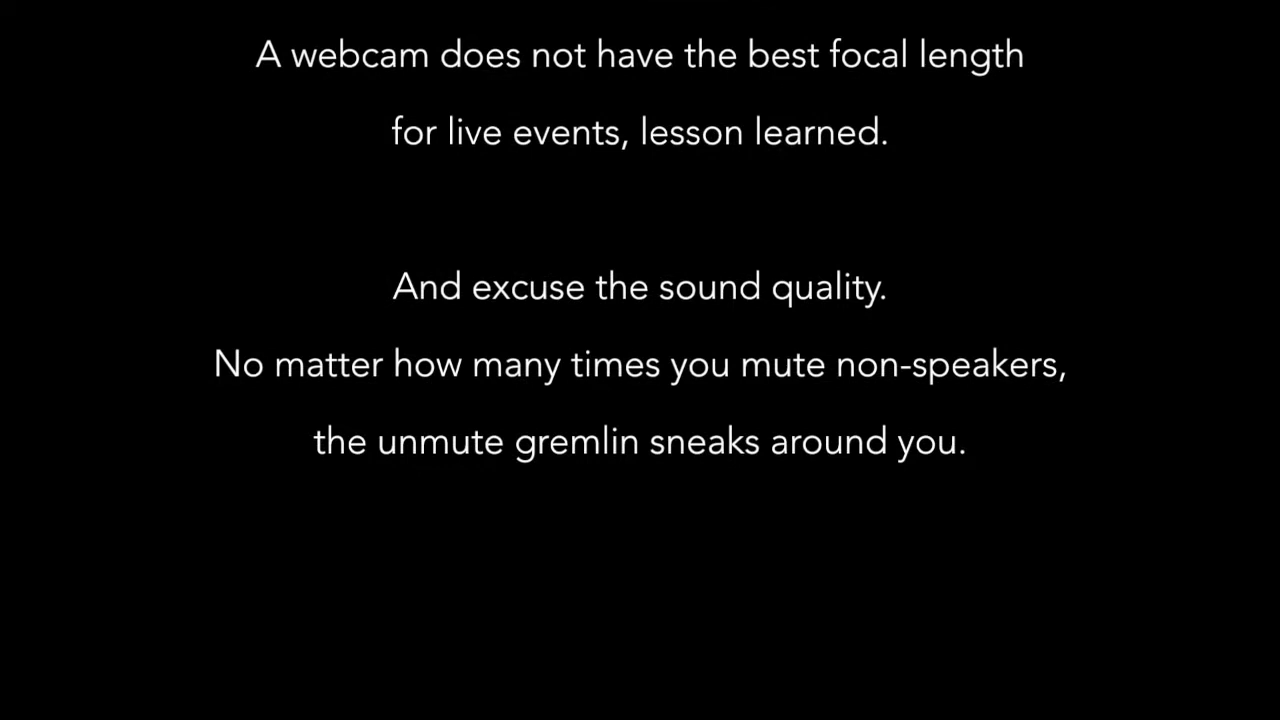 A webcam does not have the best focal length
for live events, lesson learned.
And excuse the sound quality.
No matter how many times you mute non-speakers,
the unmute gremlin sneaks around you.